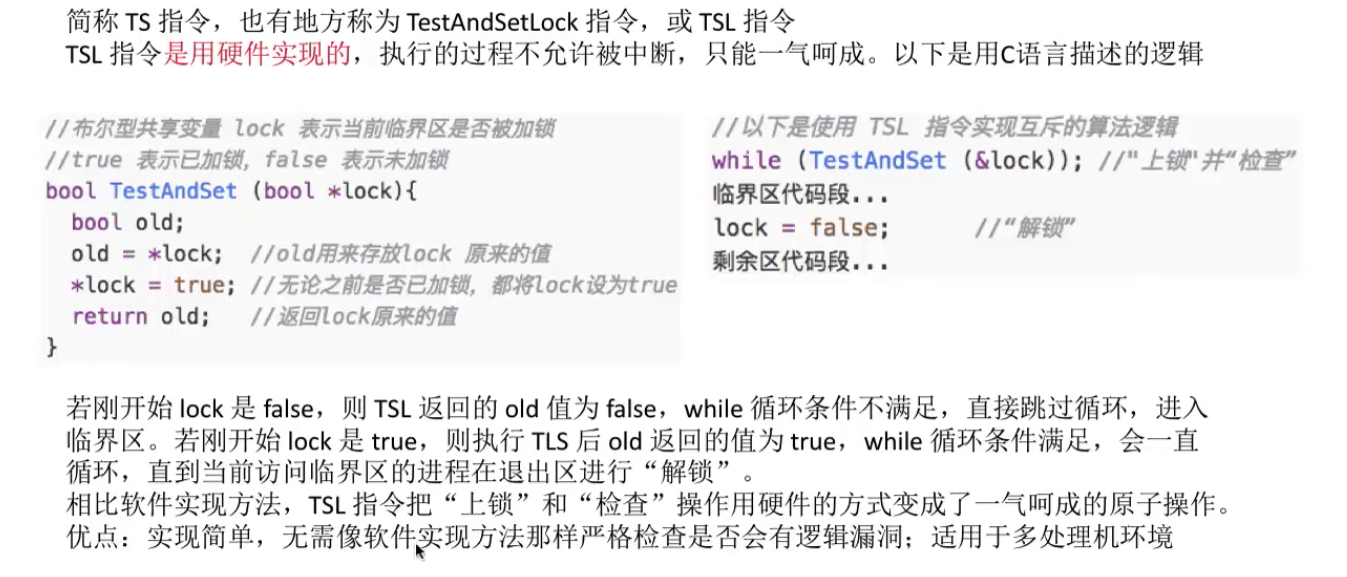 简称 TS 指令，也有地方称为 TestAndSetLock 指令，或 TSL 指令
TSL 指令是用硬件实现的，执行的过程不允许被中断，只能一气呵成。以下是用C语言描述的逻辑
//布尔型共享变量 lock 表示当前临界区是否被加锁
//true 表示已加锁，false 表示未加锁
bool TestAndSet (bool *lock){
bool old;
old = *lock; //old用来存放lock 原来的值
*lock = true; //无论之前是否已加锁，都将lock设为true
return old; //返回lock原来的值
}
//以下是使用 TSL 指令实现互斥的算法逻辑
while (TestAndSet (&lock)); //"上锁"并“检查”
临界区代码段...
lock = false; //“解锁”
剩余区代码段...
若刚开始 lock 是 false，则 TSL 返回的 old 值为 false，while 循环条件不满足，直接跳过循环，进入
临界区。若刚开始 lock 是 true，则执行 TLS 后 old 返回的值为 true，while 循环条件满足，会一直
循环，直到当前访问临界区的进程在退出区进行“解锁”。
相比软件实现方法，TSL 指令把“上锁”和“检查”操作用硬件的方式变成了一气呵成的原子操作。
优点：实现简单，无需像软件实现方法那样严格检查是否会有逻辑漏洞；适用于多处理机环境